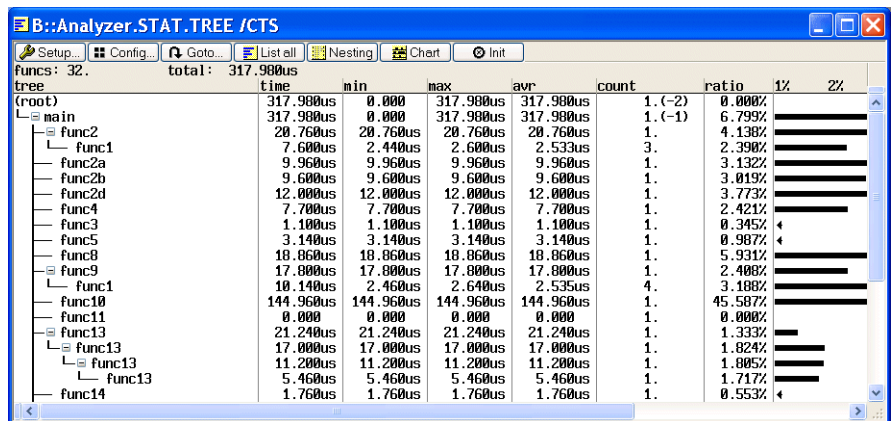 B::Analyzer.STAT.TREE /CTS
Setup... Config... Goto... List all Nesting Chart Init
funcs: 32. total: 317.980us
tree time min max avr count ratio 1% 2%
(root) 317.980us 0.000 317.980us 317.980us 1.(-2) 0.000%
main 317.980us 0.000 317.980us 317.980us 1.(-1) 6.799%
func2 20.760us 20.760us 20.760us 20.760us 1. 4.138%
func1 7.600us 2.440us 2.600us 2.533us 3. 2.390%
func2a 9.960us 9.960us 9.960us 9.960us 1. 3.132%
func2b 9.600us 9.600us 9.600us 9.600us 1. 3.019%
func2d 12.000us 12.000us 12.000us 12.000us 1. 3.773%
func4 7.700us 7.700us 7.700us 7.700us 1. 2.421%
func3 1.100us 1.100us 1.100us 1.100us 1. 0.345%
func5 3.140us 3.140us 3.140us 3.140us 1. 0.987%
func8 18.860us 18.860us 18.860us 18.860us 1. 5.931%
func9 17.800us 17.800us 17.800us 17.800us 1. 2.408%
func1 10.140us 2.460us 2.640us 2.535us 4. 3.188%
func10 144.960us 144.960us 144.960us 144.960us 1. 45.587%
func11 0.000 0.000 0.000 0.000 1. 0.000%
func13 21.240us 21.240us 21.240us 21.240us 1. 1.333%
func13 17.000us 17.000us 17.000us 17.000us 1. 1.824%
func13 11.200us 11.200us 11.200us 11.200us 1. 1.805%
func13 5.460us 5.460us 5.460us 5.460us 1. 1.717%
func14 1.760us 1.760us 1.760us 1.760us 1. 0.553%